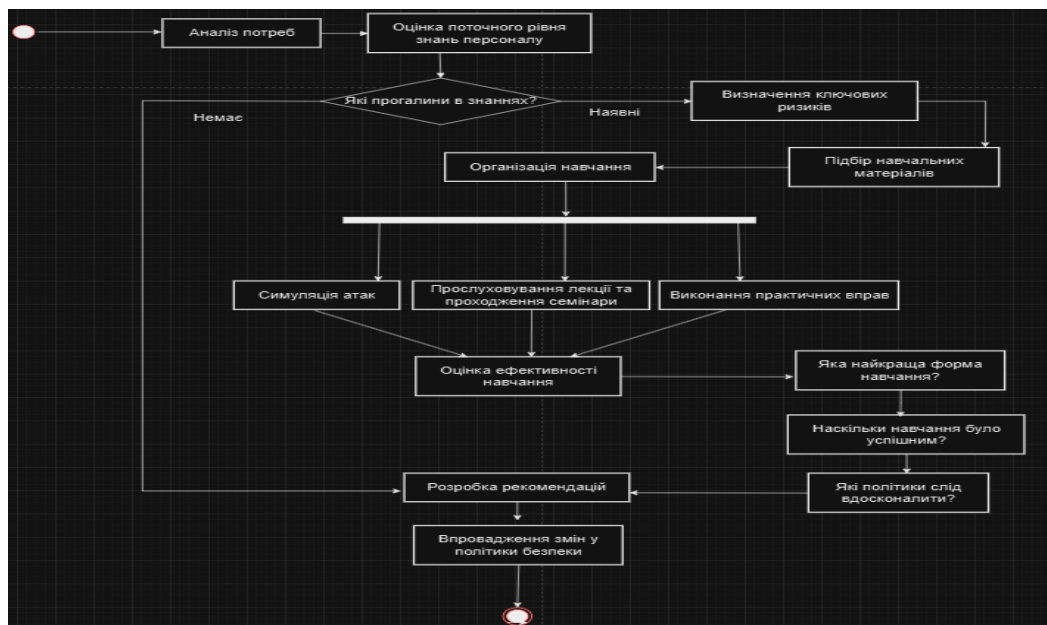 Аналіз потреб
Оцінка поточного рівня
знань персоналу
Які прогалини в знаннях?
Немає
Наявні
Визначення ключових
ризиків
Підбір навчальних
матеріалів
Організація навчання
Симуляція атак
Прослуховування лекції та
проходження семінари
Виконання практичних вправ
Оцінка ефективності
навчання
Яка найкраща форма
навчання?
Наскільки навчання було
успішним?
Які політики слід
вдосконалити?
Розробка рекомендацій
Впровадження змін у
політики безпеки